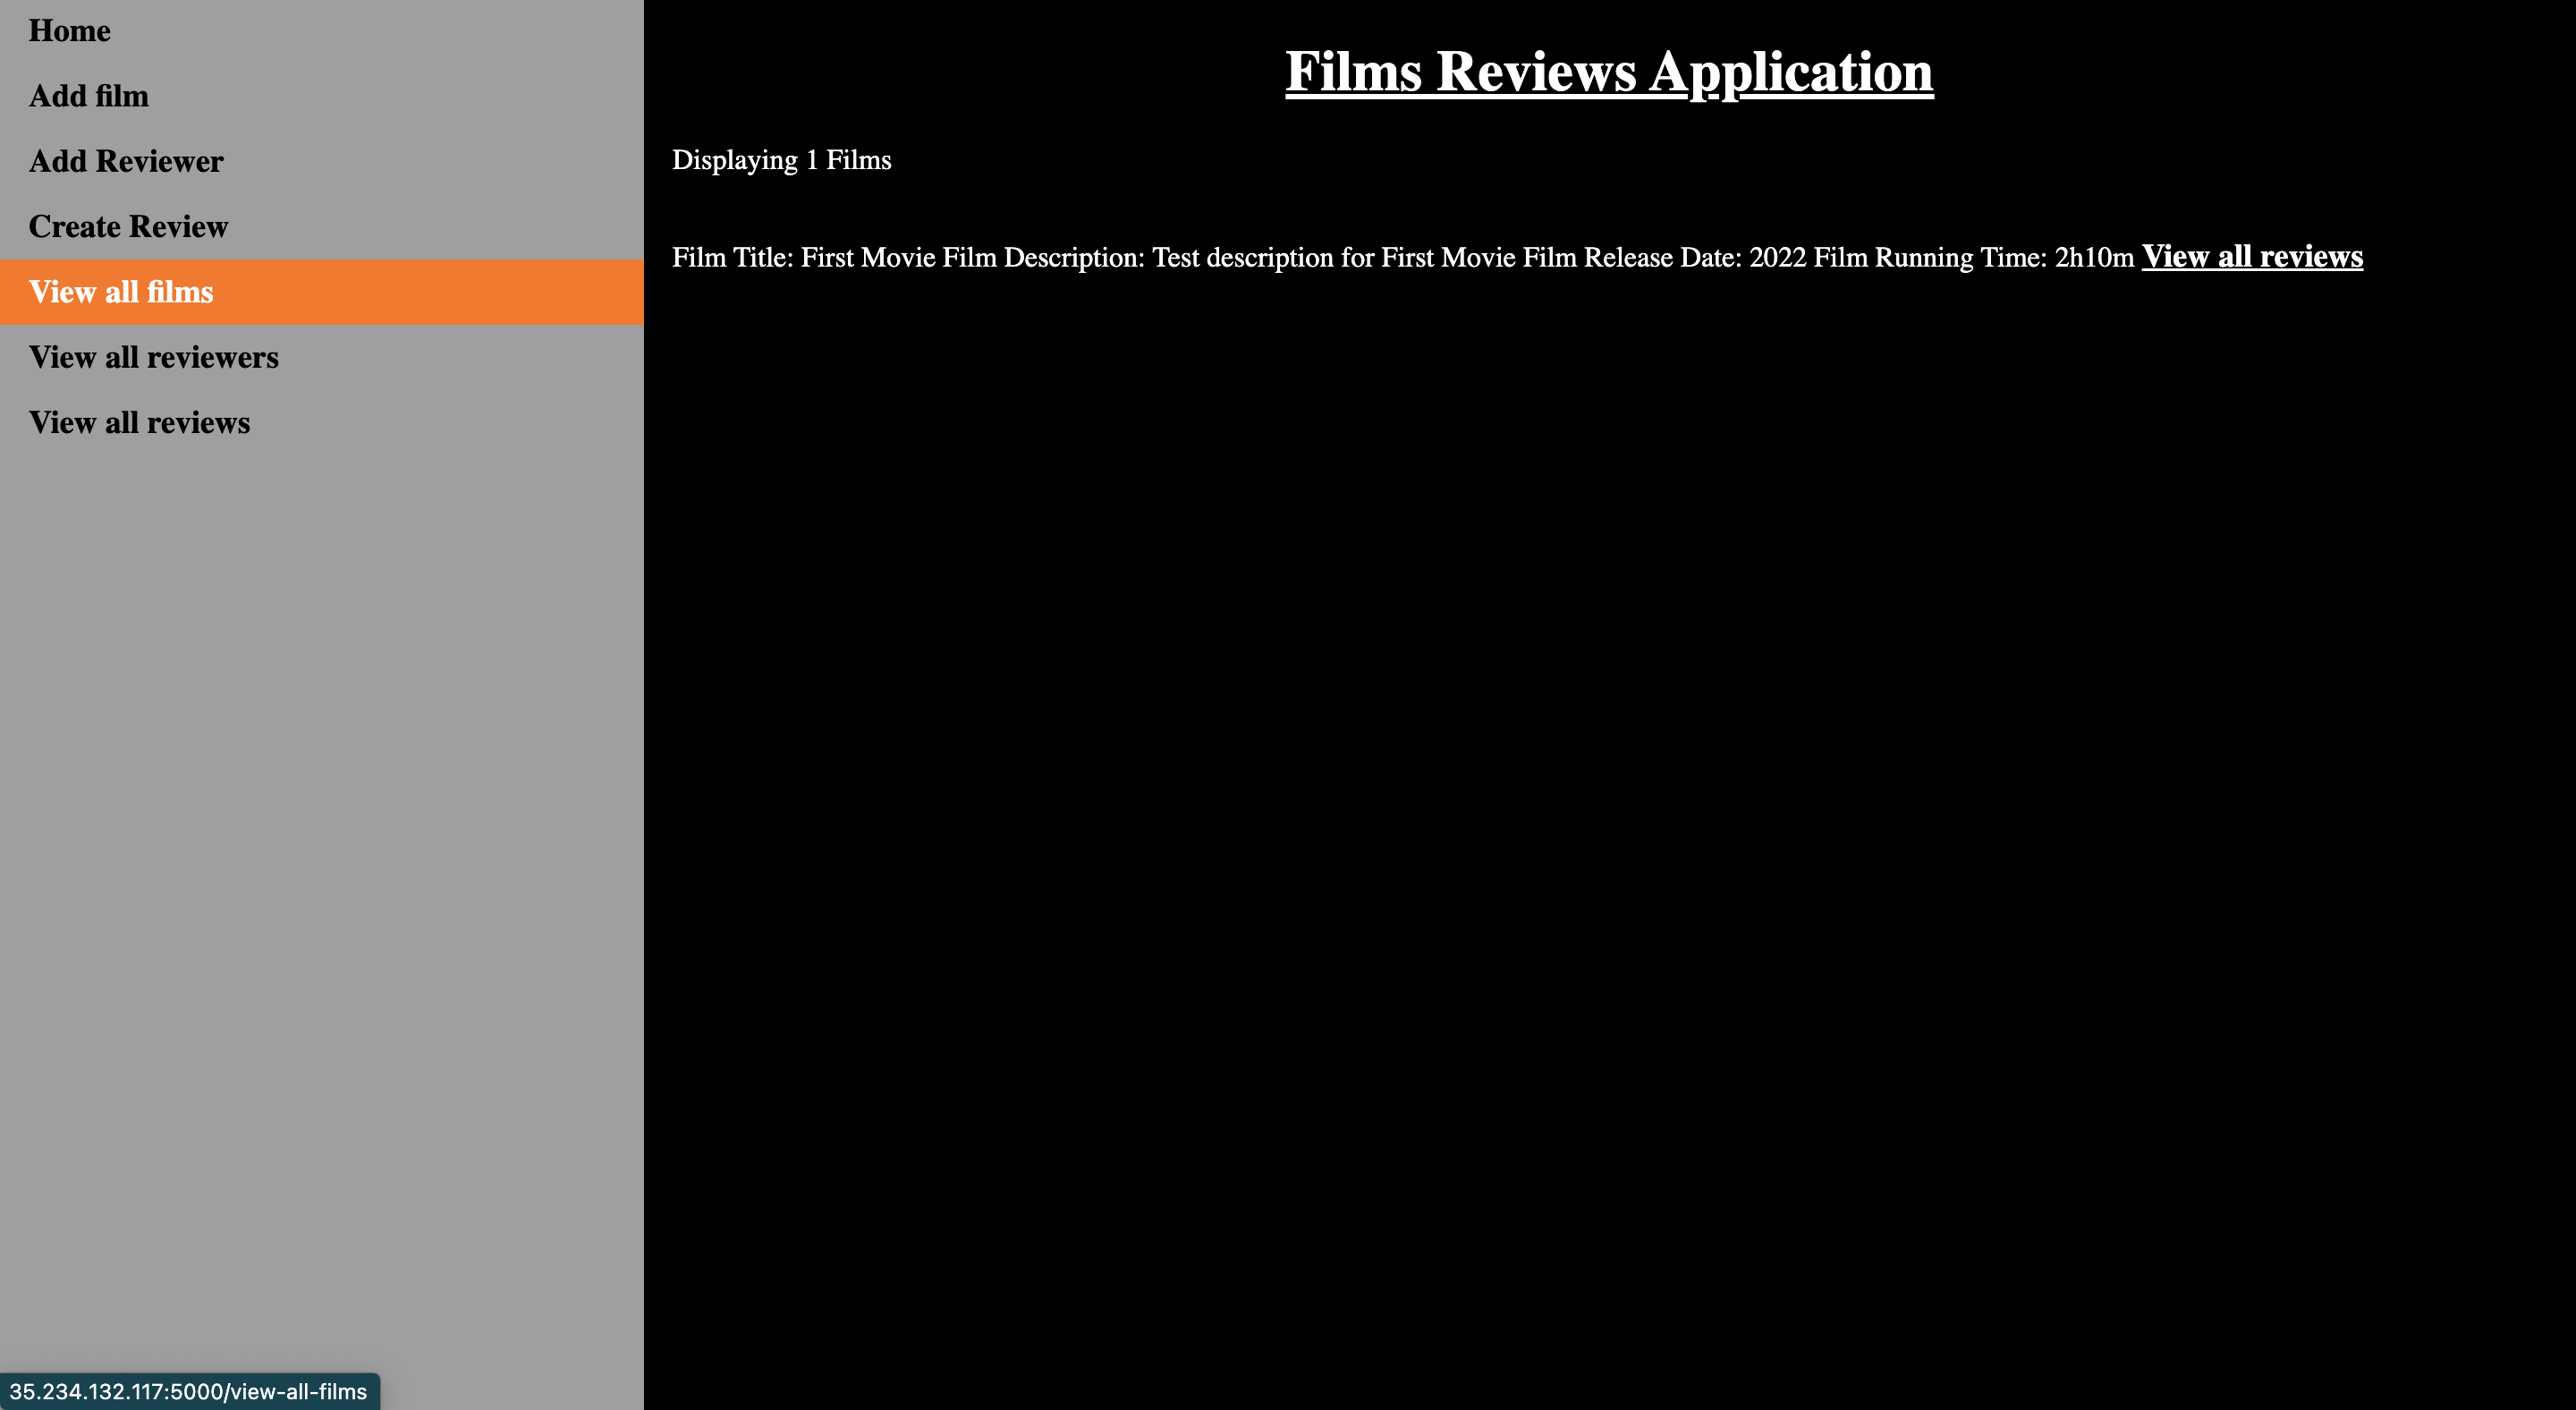 Home
Add film
Add Reviewer
Create Review
View all films
View all reviewers
View all reviews
Films Reviews Application
Displaying 1 Films
Film Title: First Movie Film Description: Test description for First Movie Film Release Date: 2022 Film Running Time: 2h10m View all reviews
35.234.132.117:5000/view-all-films